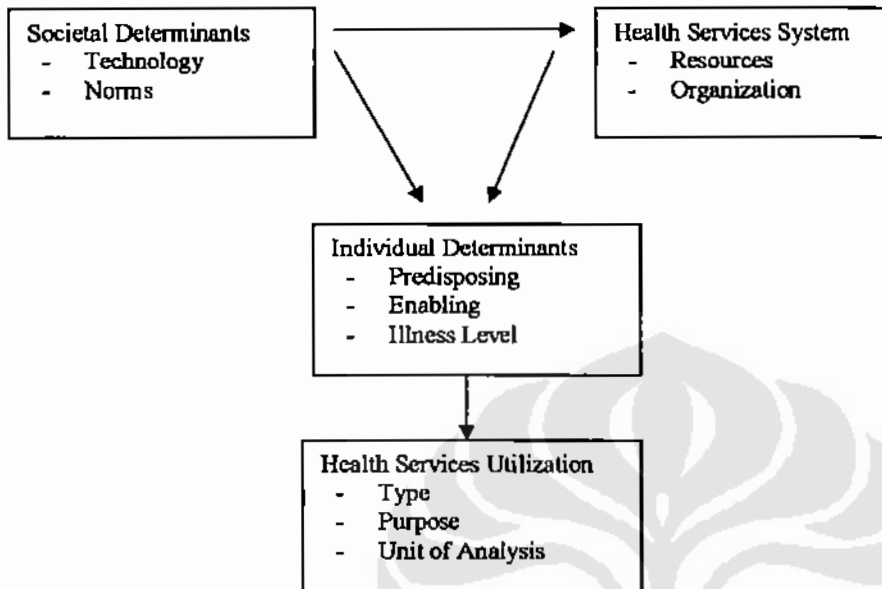 Societal Determinants
- Technology
- Norms
Health Services System
- Resources
- Organization
Individual Determinants
- Predisposing
- Enabling
- Illness Level
Health Services Utilization
- Type
- Purpose
- Unit of Analysis